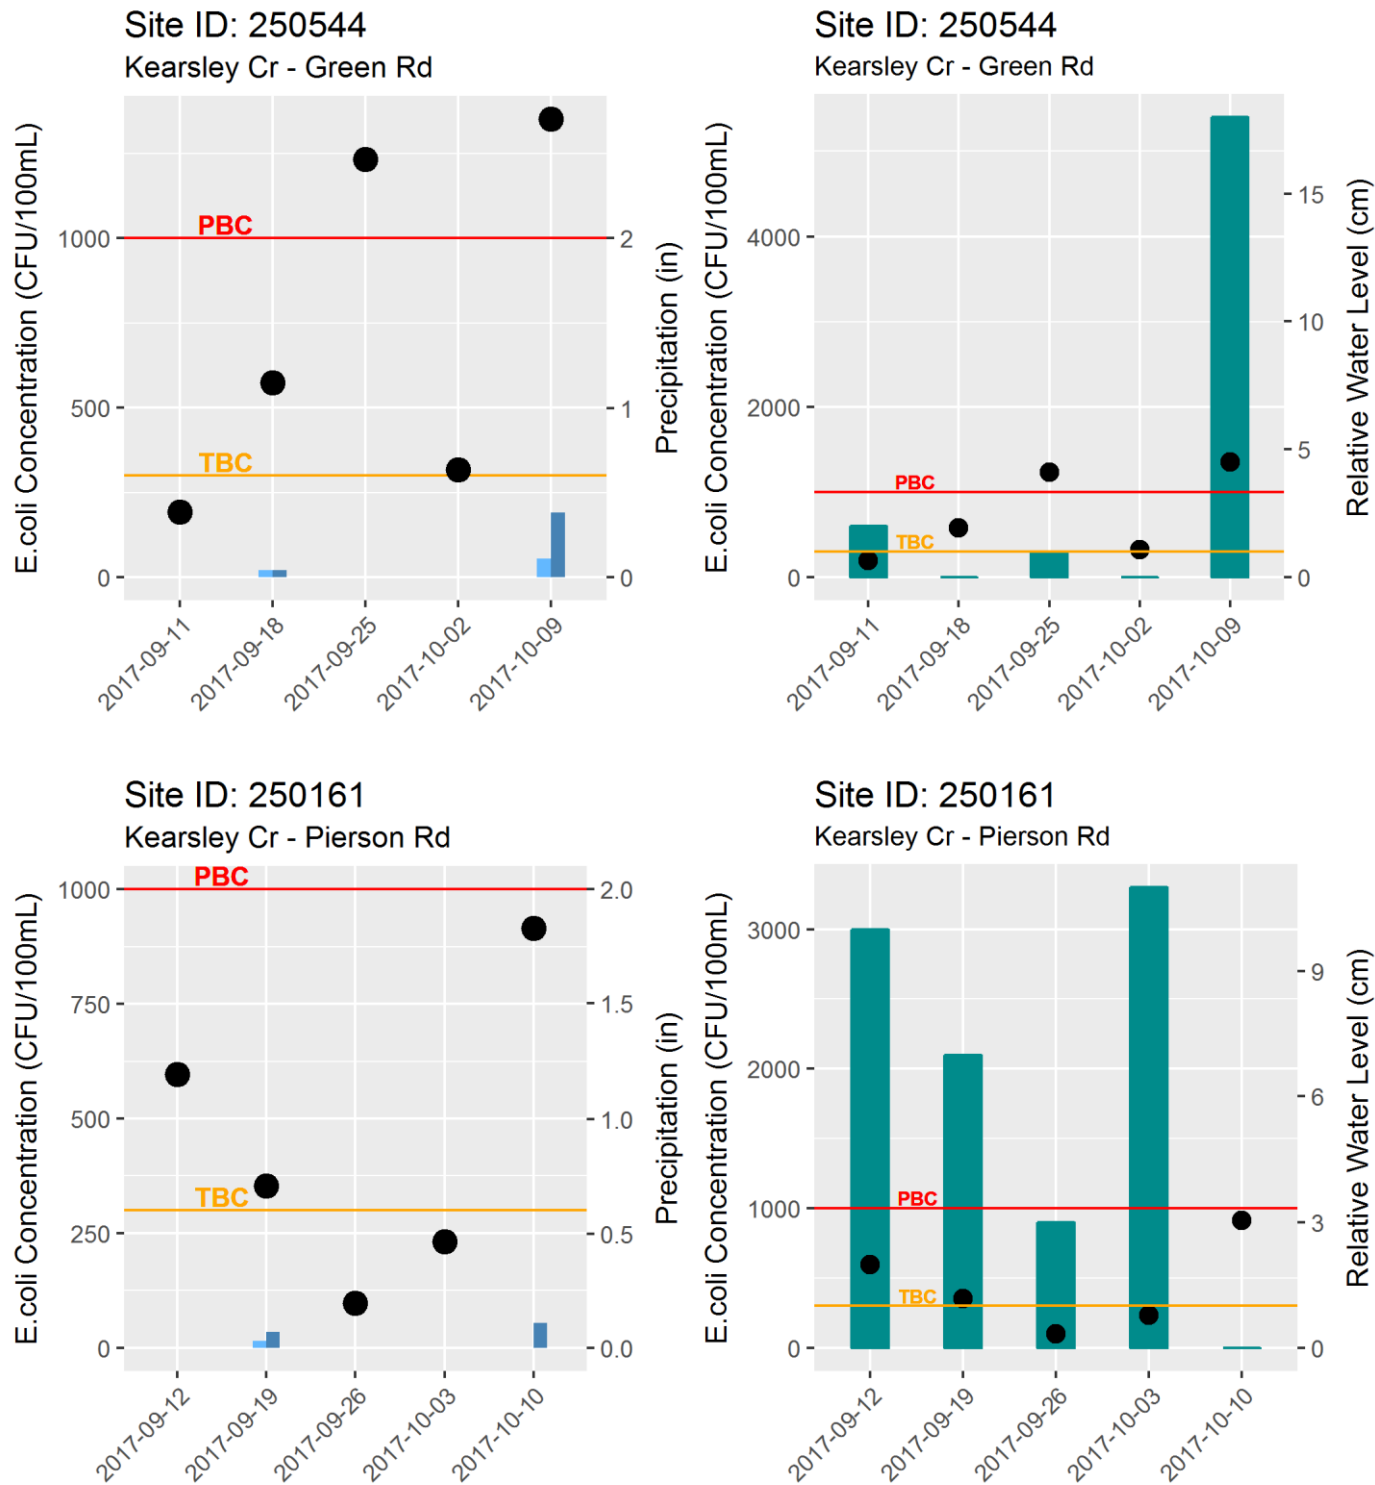 Site ID: 250544
Kearsley Cr - Green Rd
E.coli Concentration (CFU/100mL)
1000
500
0
PBC
TBC
2
1
0
Precipitation (in)
2017-09-11
2017-09-18
2017-09-25
2017-10-02
2017-10-09
Site ID: 250544
Kearsley Cr - Green Rd
E.coli Concentration (CFU/100mL)
4000
2000
0
PBC
TBC
15
10
5
0
Relative Water Level (cm)
2017-09-11
2017-09-18
2017-09-25
2017-10-02
2017-10-09
Site ID: 250161
Kearsley Cr - Pierson Rd
E.coli Concentration (CFU/100mL)
1000
750
500
250
0
PBC
TBC
2.0
1.5
1.0
0.5
0.0
Precipitation (in)
2017-09-12
2017-09-19
2017-09-26
2017-10-03
2017-10-10
Site ID: 250161
Kearsley Cr - Pierson Rd
E.coli Concentration (CFU/100mL)
3000
2000
1000
0
PBC
TBC
9
6
3
0
Relative Water Level (cm)
2017-09-12
2017-09-19
2017-09-26
2017-10-03
2017-10-10